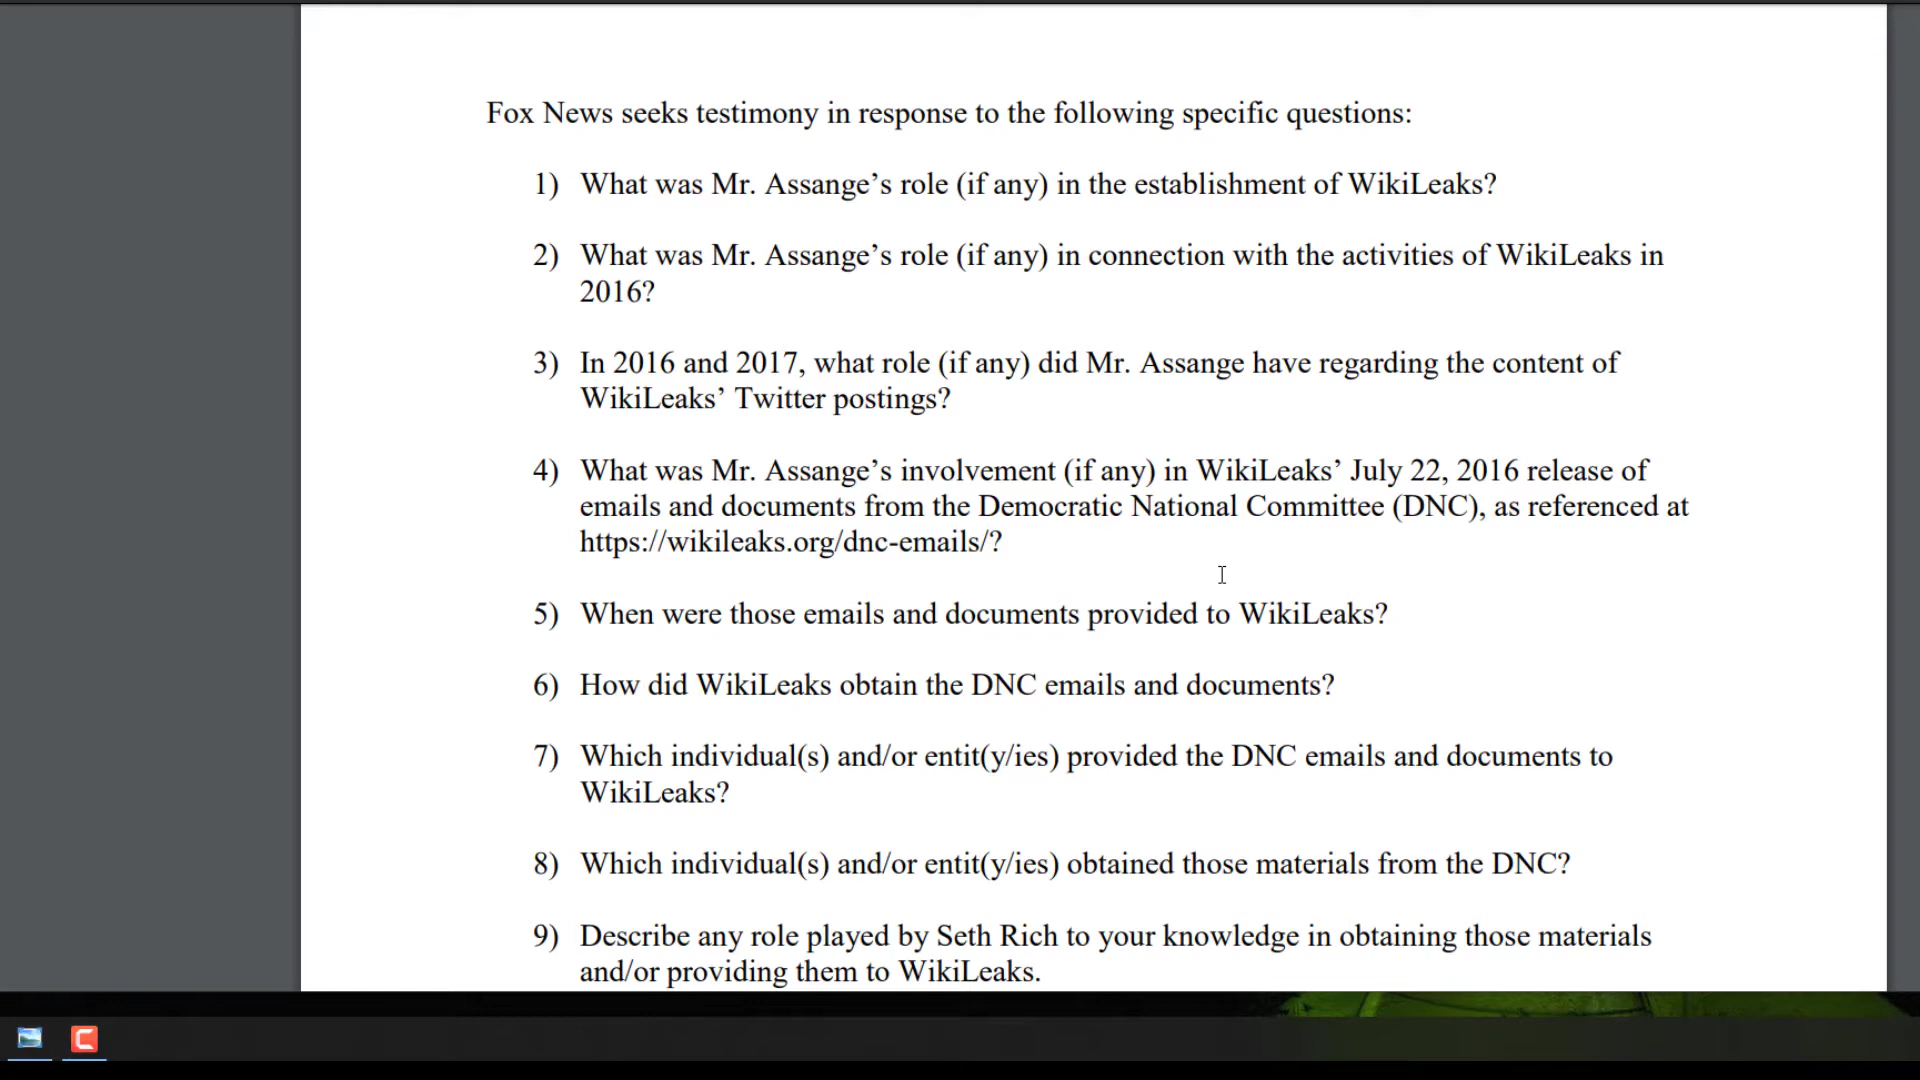 Fox News seeks testimony in response to the following specific questions:
1) What was Mr. Assange’s role (if any) in the establishment of WikiLeaks?
2) What was Mr. Assange’s role (if any) in connection with the activities of WikiLeaks in
2016?
3) In 2016 and 2017, what role (if any) did Mr. Assange have regarding the content of
WikiLeaks’ Twitter postings?
4) What was Mr. Assange’s involvement (if any) in WikiLeaks’ July 22, 2016 release of
emails and documents from the Democratic National Committee (DNC), as referenced at
https://wikileaks.org/dnc-emails/?
5) When were those emails and documents provided to WikiLeaks?
6) How did WikiLeaks obtain the DNC emails and documents?
7) Which individual(s) and/or entit(y/ies) provided the DNC emails and documents to
WikiLeaks?
8) Which individual(s) and/or entit(y/ies) obtained those materials from the DNC?
9) Describe any role played by Seth Rich to your knowledge in obtaining those materials
and/or providing them to WikiLeaks.